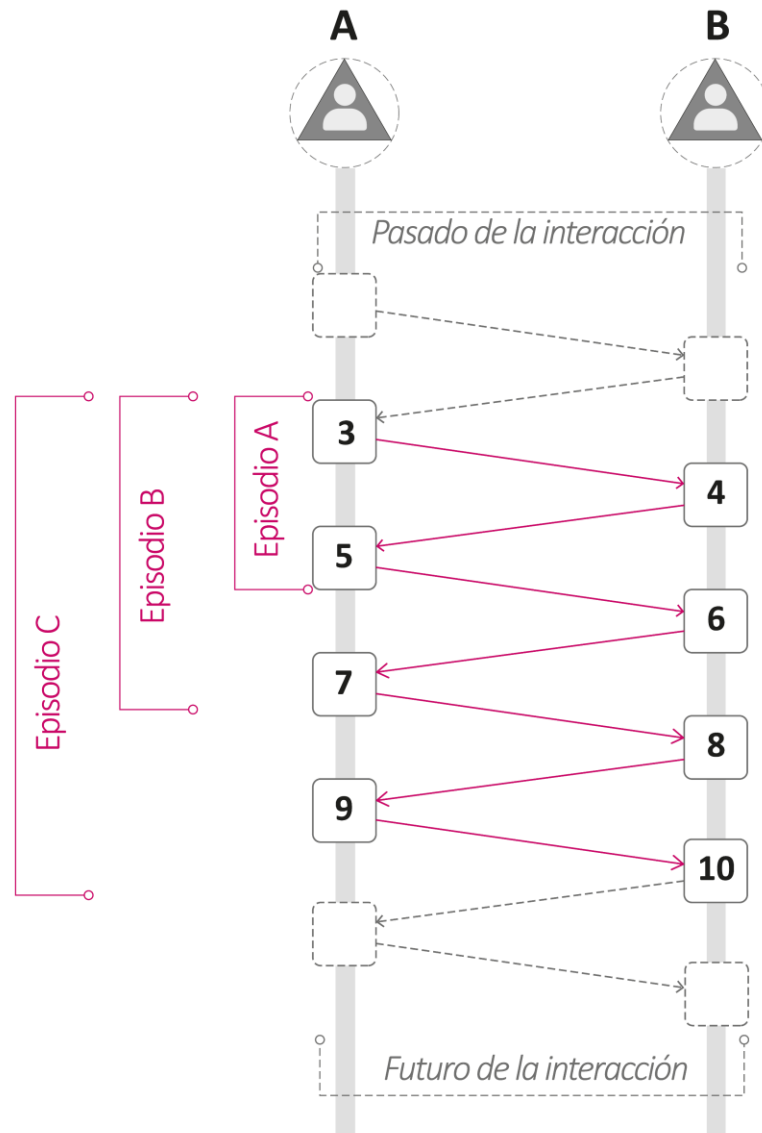 A
B
Pasado de la interacción
3
4
5
6
7
8
9
10
Episodio A
Episodio B
Episodio C
Futuro de la interacción